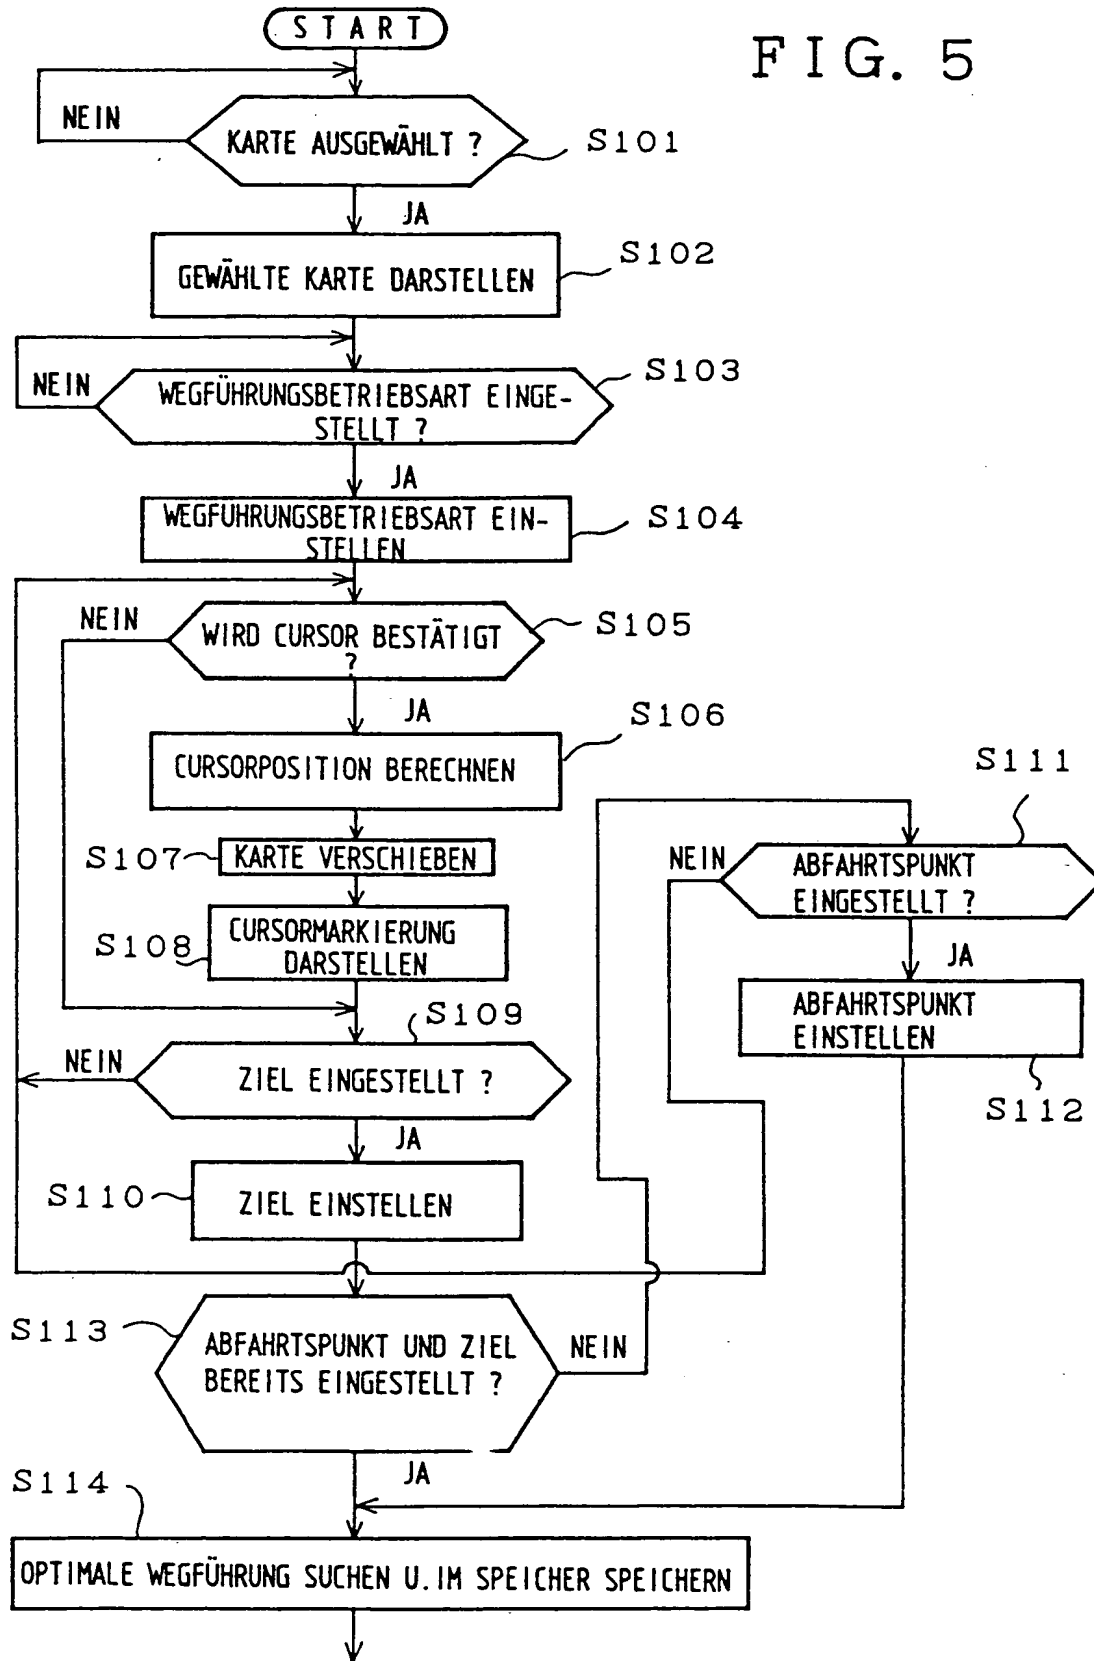 START
FIG. 5
NEIN
KARTE AUSGEWÄHLT ?
S101
JA
S102
GEWÄHLTE KARTE DARSTELLEN
NEIN
S103
WEGFÜHRUNGSBETRIEBSART EINGE-
STELLT ?
JA
WEGFUHRUNGSBETRIEBSART EIN-
STELLEN
S104
NEIN
WIRD CURSOR BESTÄTIGT
?
S105
JA
S106
CURSORPOSITION BERECHNEN
S107
KARTE VERSCHIEBEN
S108
CURSORMARKIERUNG
DARSTELLEN
S109
NEIN
ZIEL EINGESTELLT ?
JA
S110
ZIEL EINSTELLEN
S111
NEIN
ABFAHRTSPUNKT
EINGESTELLT ?
JA
ABFAHRTSPUNKT
EINSTELLEN
S112
S113
ABFAHRTSPUNKT UND ZIEL
BEREITS EINGESTELLT ?
NEIN
JA
S114
OPTIMALE WEGFÜHRUNG SUCHEN U. IM SPEICHER SPEICHERN